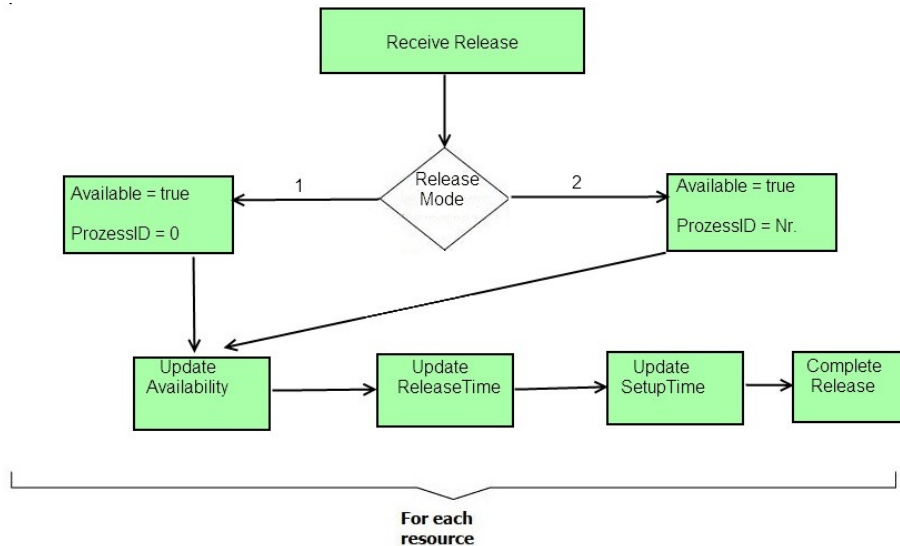 Receive Release
Release
Mode
1
2
Available = true
ProzessID = 0
Available = true
ProzessID = Nr.
Update
Availability
Update
ReleaseTime
Update
SetupTime
Complete
Release
For each
resource